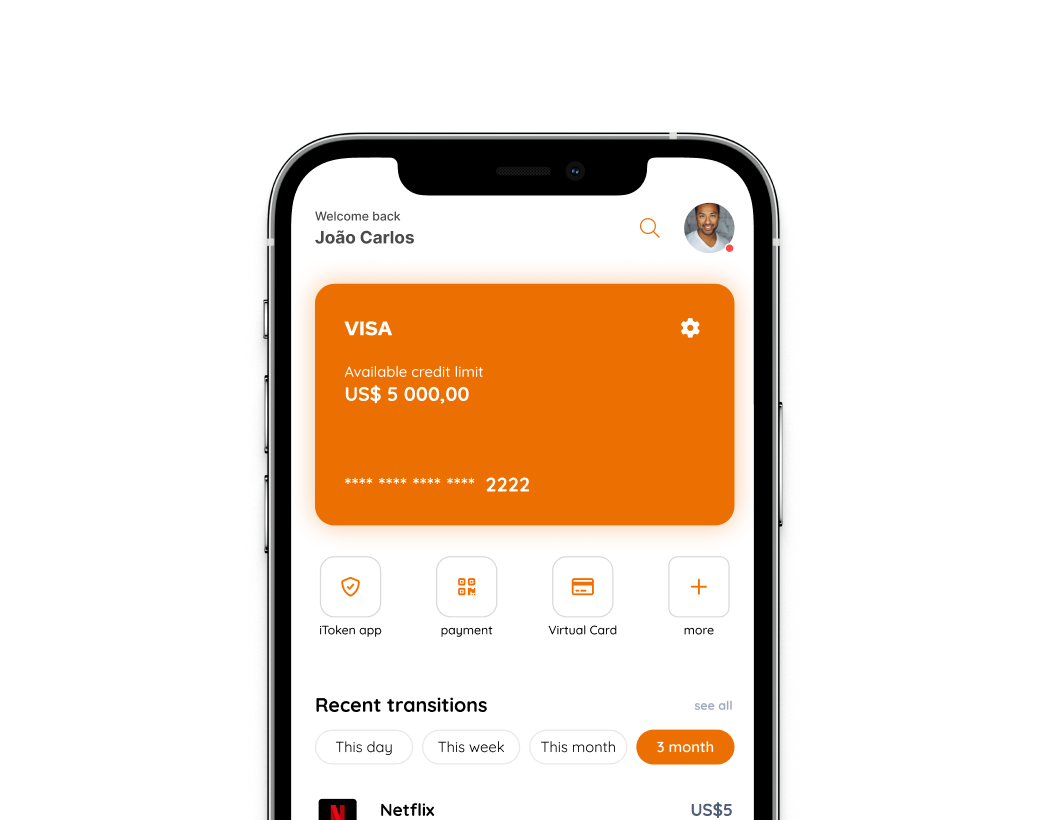 Welcome back
João Carlos
VISA
Available credit limit
US$ 5 000,00
**** **** **** **** 2222
iToken app payment Virtual Card more
Recent transitions see all
This day This week This month 3 month
N Netflix US$5